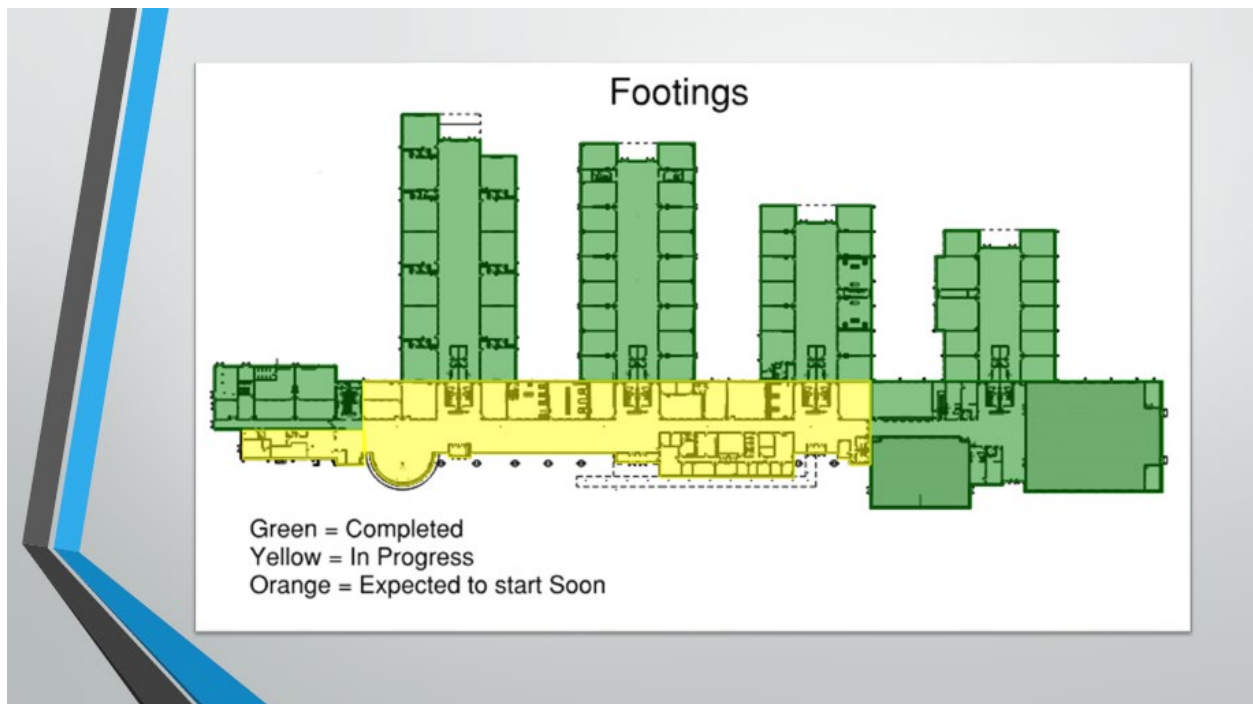 Footings
Green = Completed
Yellow = In Progress
Orange = Expected to start Soon